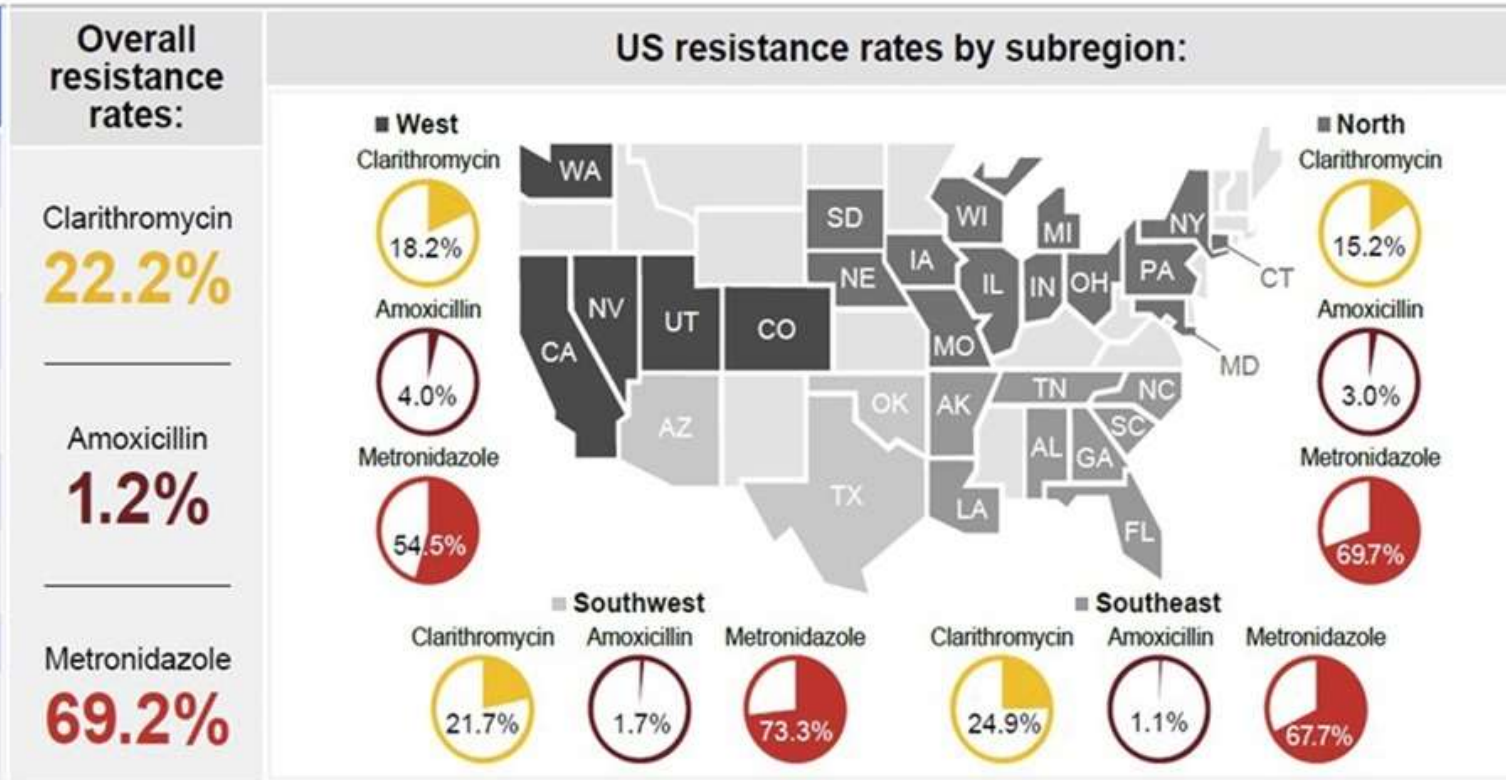 Overall
resistance
rates:
Clarithromycin
22.2%
Amoxicillin
1.2%
Metronidazole
69.2%
US resistance rates by subregion:
West
Clarithromycin
18.2%
Amoxicillin
4.0%
Metronidazole
54.5%
WA
CA
NV
UT
CO
AZ
SD
NE
OK
TX
WI
IA
IL
MO
AK
LA
MI
IN
OH
TN
AL
GA
FL
NC
SC
NY
PA
CT
MD
North
Clarithromycin
15.2%
Amoxicillin
3.0%
Metronidazole
69.7%
Southwest
Clarithromycin Amoxicillin Metronidazole
21.7% 1.7% 73.3%
Southeast
Clarithromycin Amoxicillin Metronidazole
24.9% 1.1% 67.7%